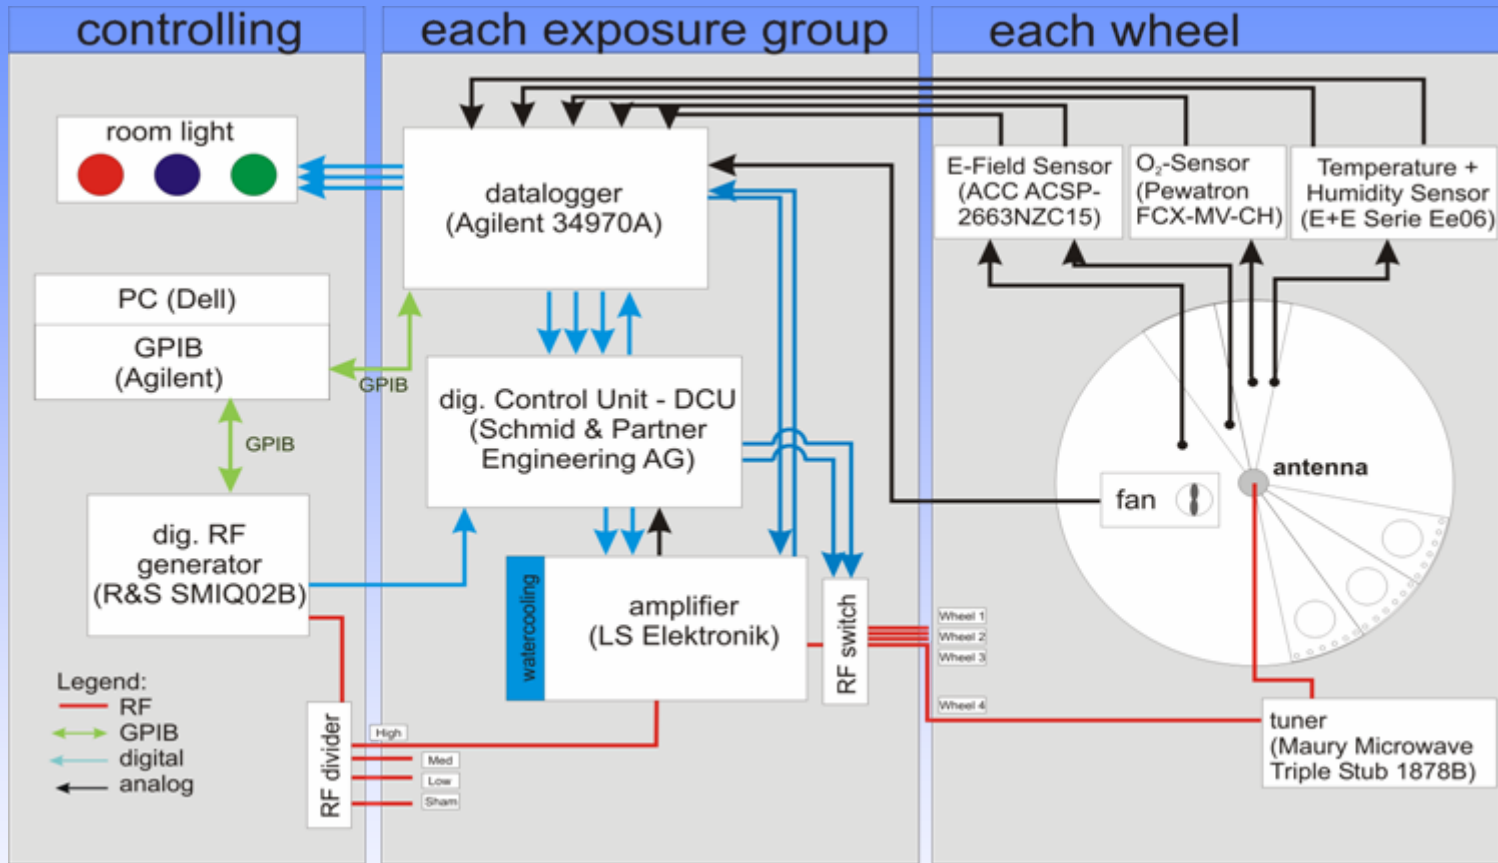 controlling
each exposure group
each wheel
room light
datalogger
(Agilent 34970A)
E-Field Sensor
(ACC ACSP-
2663NZC15)
O₂-Sensor
(Pewatron
FCX-MV-CH)
Temperature +
Humidity Sensor
(E+E Serie Ee06)
PC (Dell)
GPIB
(Agilent)
GPIB
GPIB
dig. Control Unit - DCU
(Schmid & Partner
Engineering AG)
antenna
fan
dig. RF
generator
(R&S SMIQ02B)
watercooling
amplifier
(LS Elektronik)
RF switch
Wheel 1
Wheel 2
Wheel 3
Wheel 4
Legend:
RF
GPIB
digital
analog
RF divider
High
Med
Low
Sham
tuner
(Maury Microwave
Triple Stub 1878B)